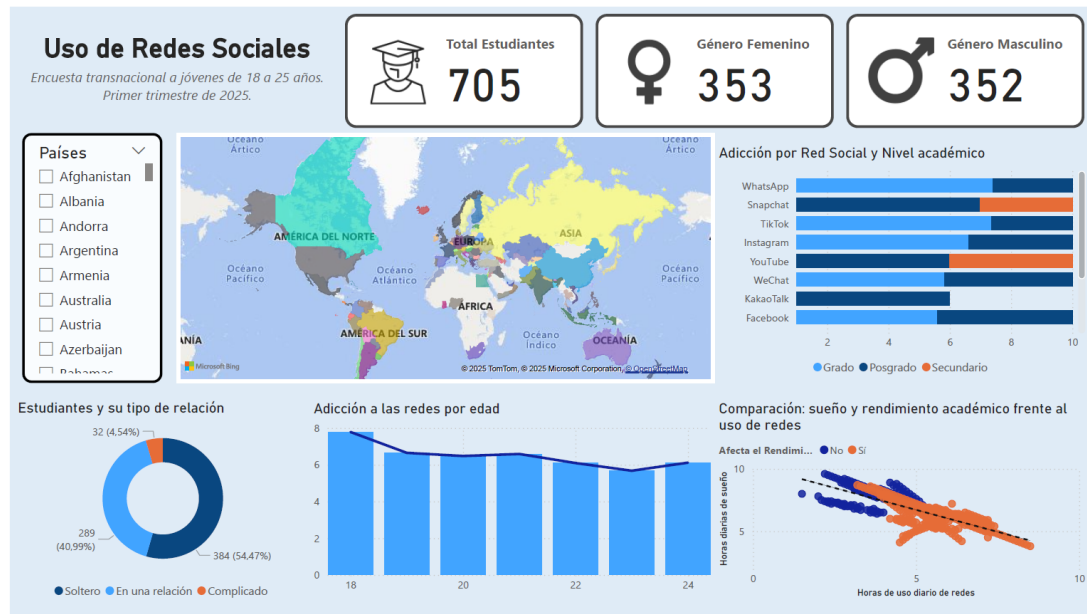 Uso de Redes Sociales
Encuesta transnacional a jóvenes de 18 a 25 años.
Primer trimestre de 2025.
Total Estudiantes
705
Género Femenino
353
Género Masculino
352
Países
Afghanistan
Albania
Andorra
Argentina
Armenia
Australia
Austria
Azerbaijan
Bahamas
Océano
Ártico
Océano
Ártico
AMÉRICA DEL NORTE
EUROPA
ASIA
Océano
Pacífico
Océano
Atlántico
Océano
Pacífico
ÁFRICA
AMÉRICA DEL SUR
Océano
Índico
OCEANÍA
ANÍA
Microsoft Bing
© 2025 TomTom, © 2025 Microsoft Corporation, © OpenStreetMap
Adicción por Red Social y Nivel académico
WhatsApp
Snapchat
TikTok
Instagram
YouTube
WeChat
KakaoTalk
Facebook
2 4 6 8 10
Grado Posgrado Secundario
Estudiantes y su tipo de relación
32 (4,54%)
289
(40,99%)
384 (54,47%)
Soltero En una relación Complicado
Adicción a las redes por edad
8
6
4
2
0
18 20 22 24
Comparación: sueño y rendimiento académico frente al
uso de redes
Afecta el Rendimi... No Sí
Horas diarias de sueño
10
5
0 5 10
Horas de uso diario de redes